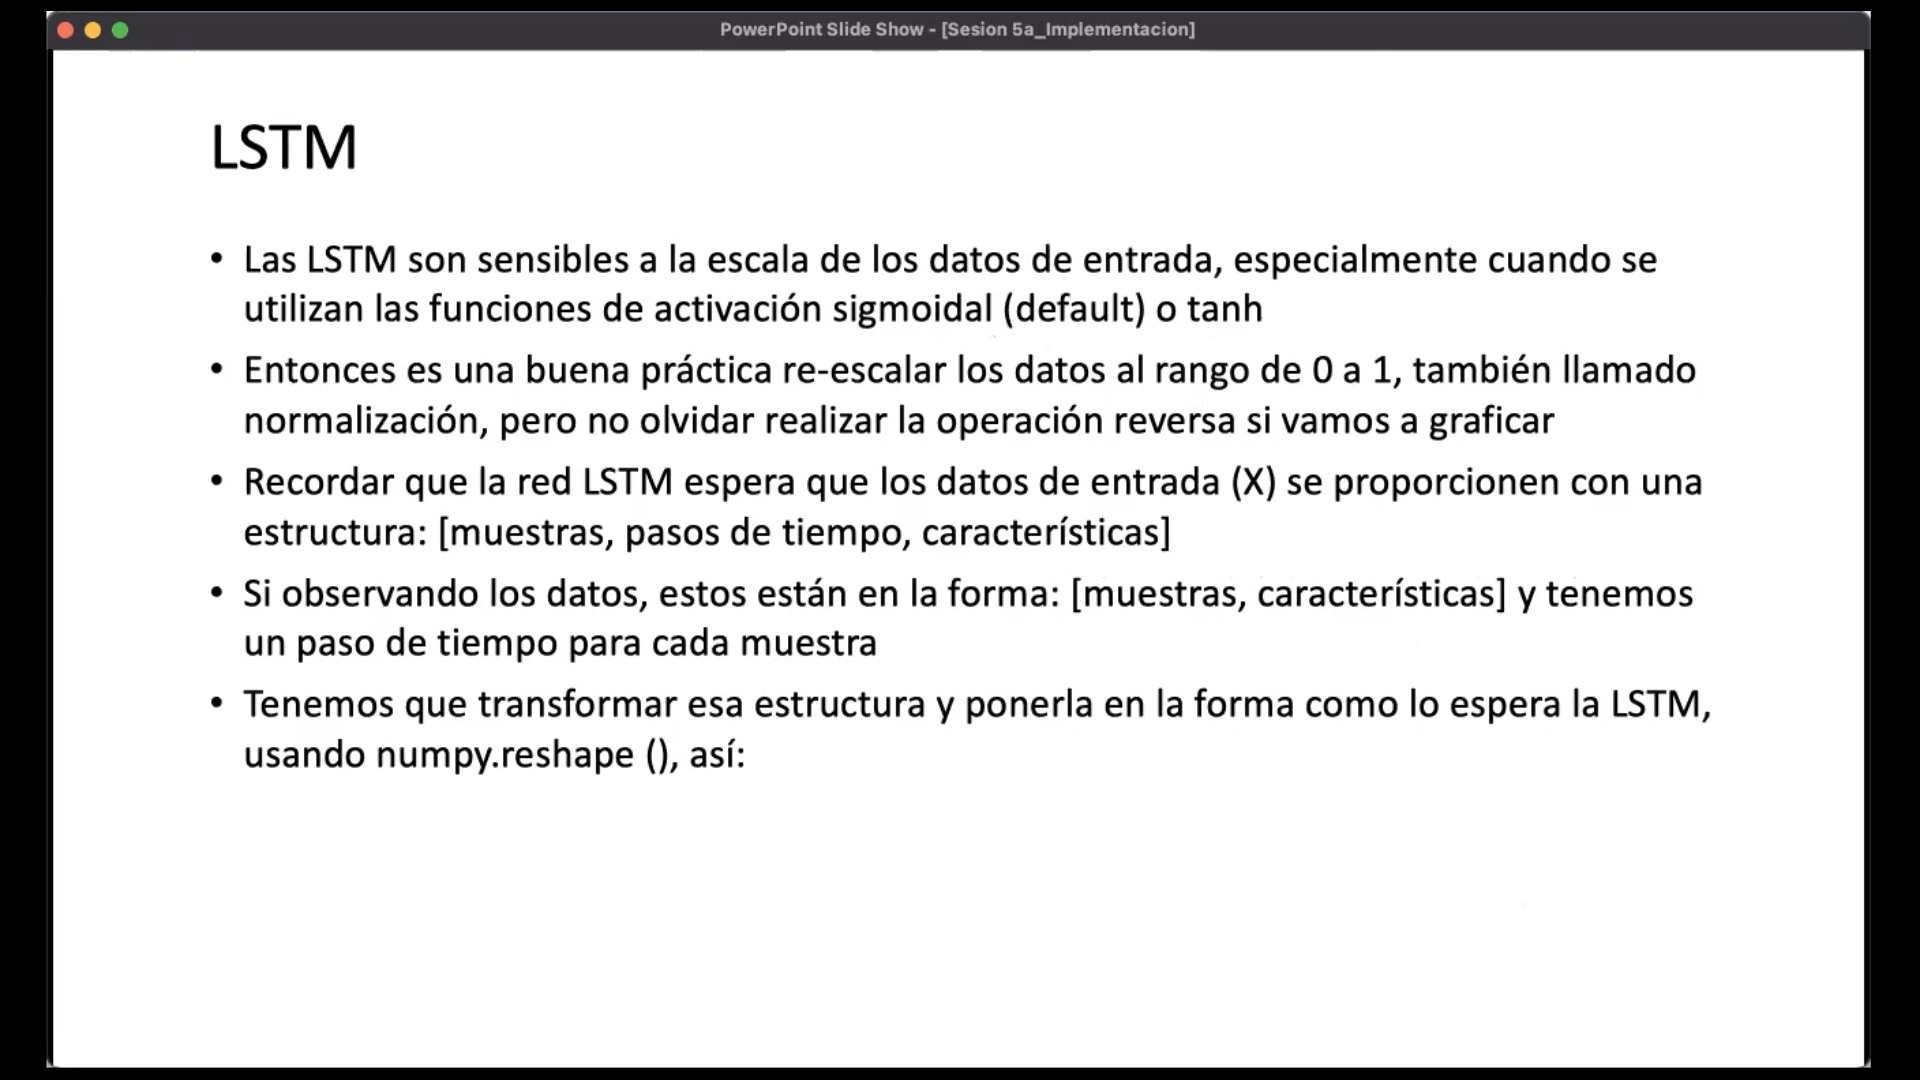 PowerPoint Slide Show - [Sesion 5a_Implementacion]
LSTM
• Las LSTM son sensibles a la escala de los datos de entrada, especialmente cuando se
utilizan las funciones de activación sigmoidal (default) o tanh
• Entonces es una buena práctica re-escalar los datos al rango de 0 a 1, también llamado
normalización, pero no olvidar realizar la operación reversa si vamos a graficar
• Recordar que la red LSTM espera que los datos de entrada (X) se proporcionen con una
estructura: [muestras, pasos de tiempo, características]
• Si observando los datos, estos están en la forma: [muestras, características] y tenemos
un paso de tiempo para cada muestra
• Tenemos que transformar esa estructura y ponerla en la forma como lo espera la LSTM,
usando numpy.reshape (), así: